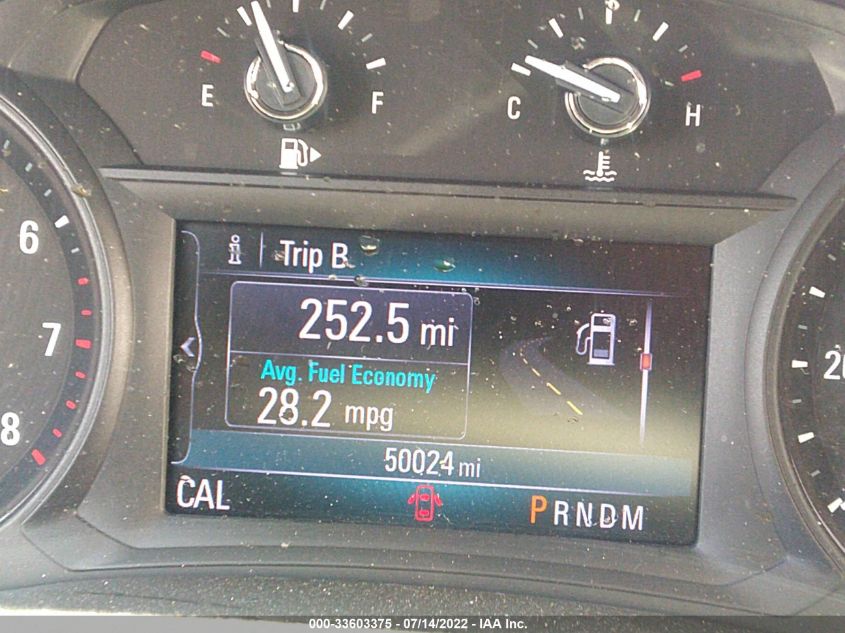 E F
C H
6
7
8
20
i Trip B
252.5 mi
Avg. Fuel Economy
28.2 mpg
50024 mi
CAL
PRNDM
000-33603375 - 07/14/2022 - IAA Inc.